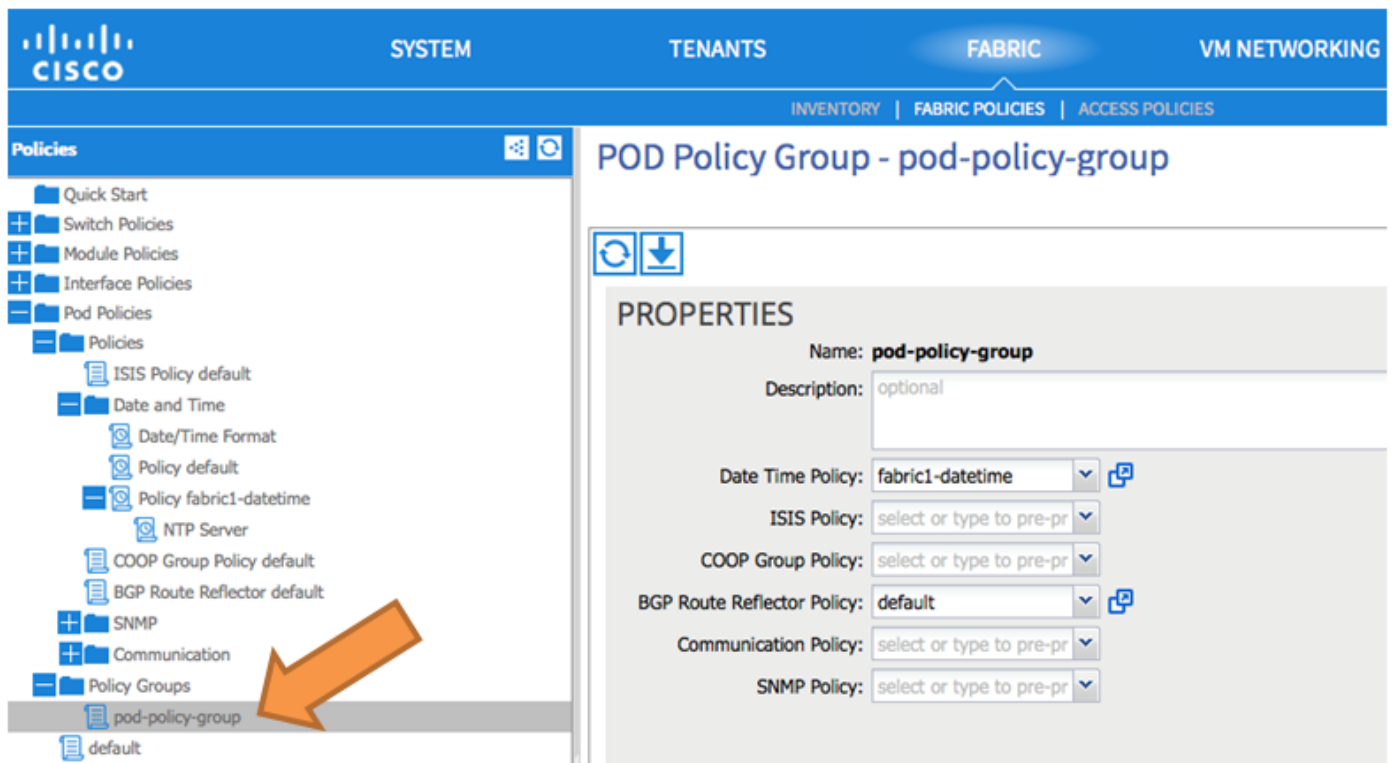 CISCO
SYSTEM TENANTS FABRIC VM NETWORKING
INVENTORY | FABRIC POLICIES | ACCESS POLICIES
Policies
Quick Start
Switch Policies
Module Policies
Interface Policies
Pod Policies
Policies
ISIS Policy default
Date and Time
Date/Time Format
Policy default
Policy fabric1-datetime
NTP Server
COOP Group Policy default
BGP Route Reflector default
SNMP
Communication
Policy Groups
pod-policy-group
default
POD Policy Group - pod-policy-group
PROPERTIES
Name: pod-policy-group
Description: optional
Date Time Policy: fabric1-datetime
ISIS Policy: select or type to pre-pr
COOP Group Policy: select or type to pre-pr
BGP Route Reflector Policy: default
Communication Policy: select or type to pre-pr
SNMP Policy: select or type to pre-pr